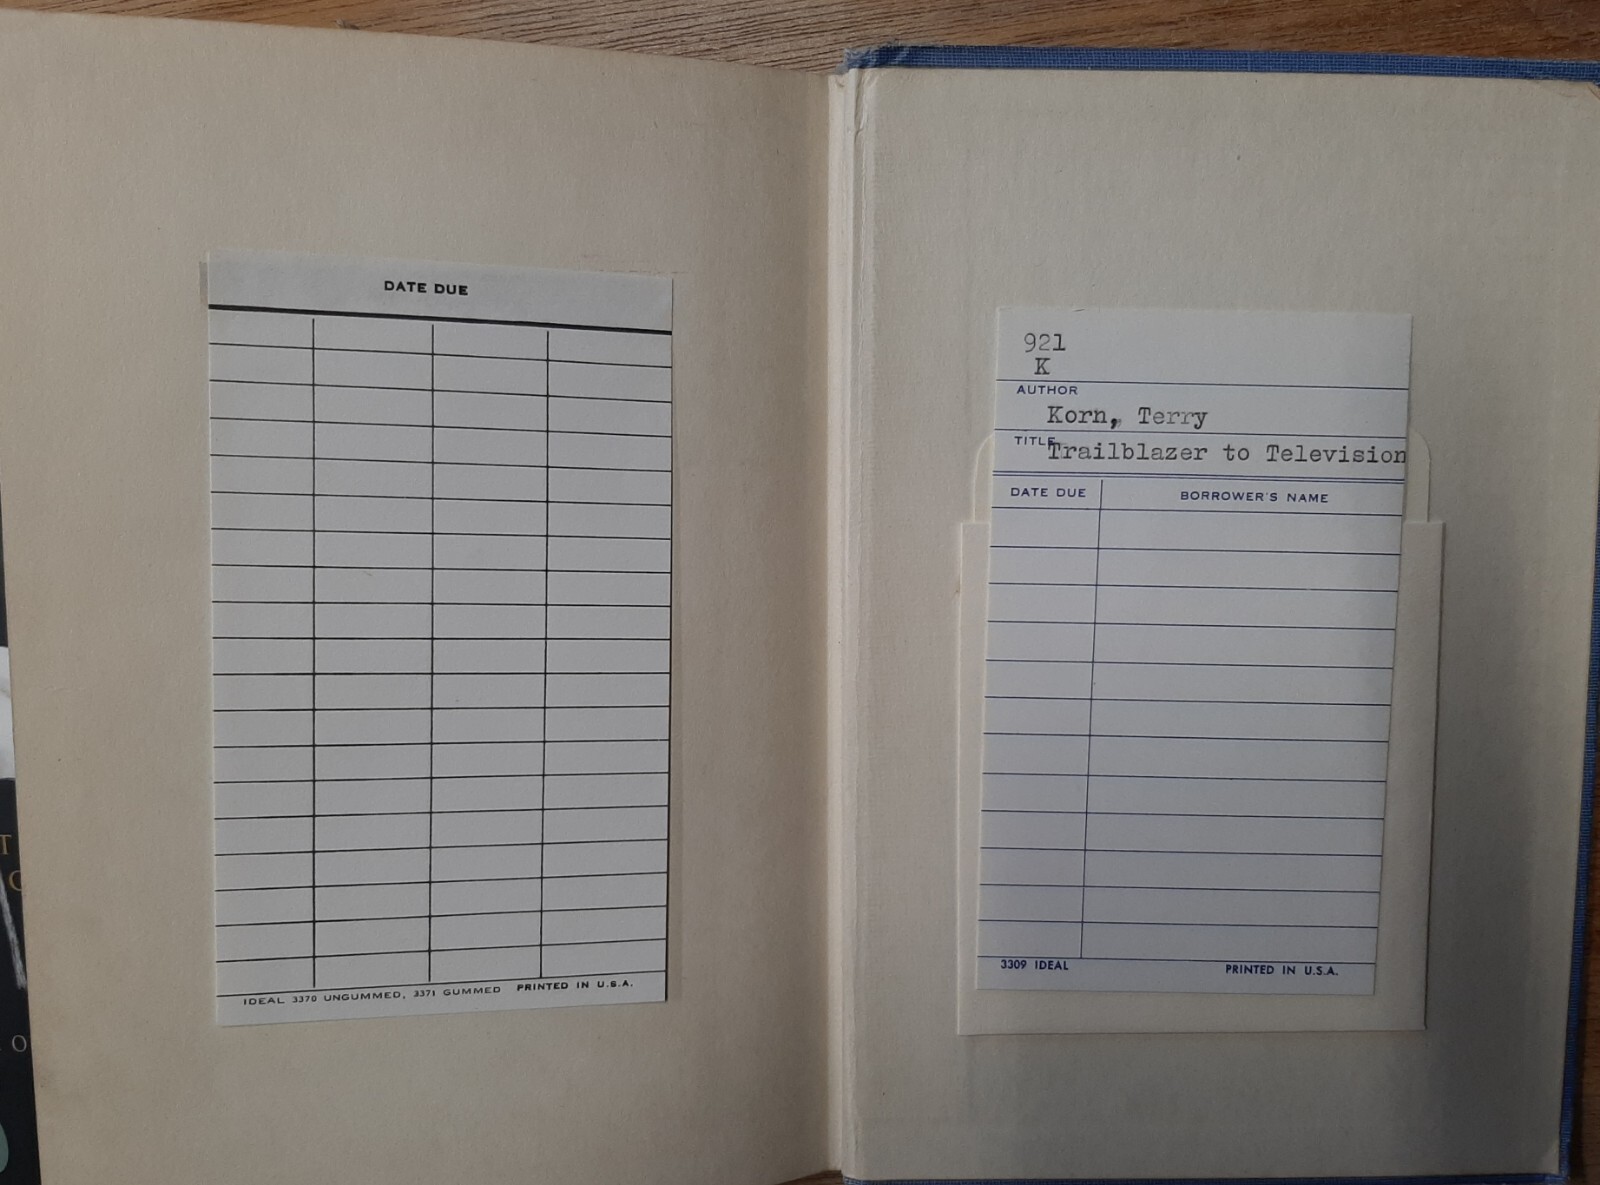 DATE DUE
IDEAL 3370 UNGUMMED, 3371 GUMMED PRINTED IN U.S.A.
921
K
AUTHOR
Korn, Terry
TITLE
Trailblazer to Television
DATE DUE BORROWER'S NAME
3309 IDEAL PRINTED IN U.S.A.